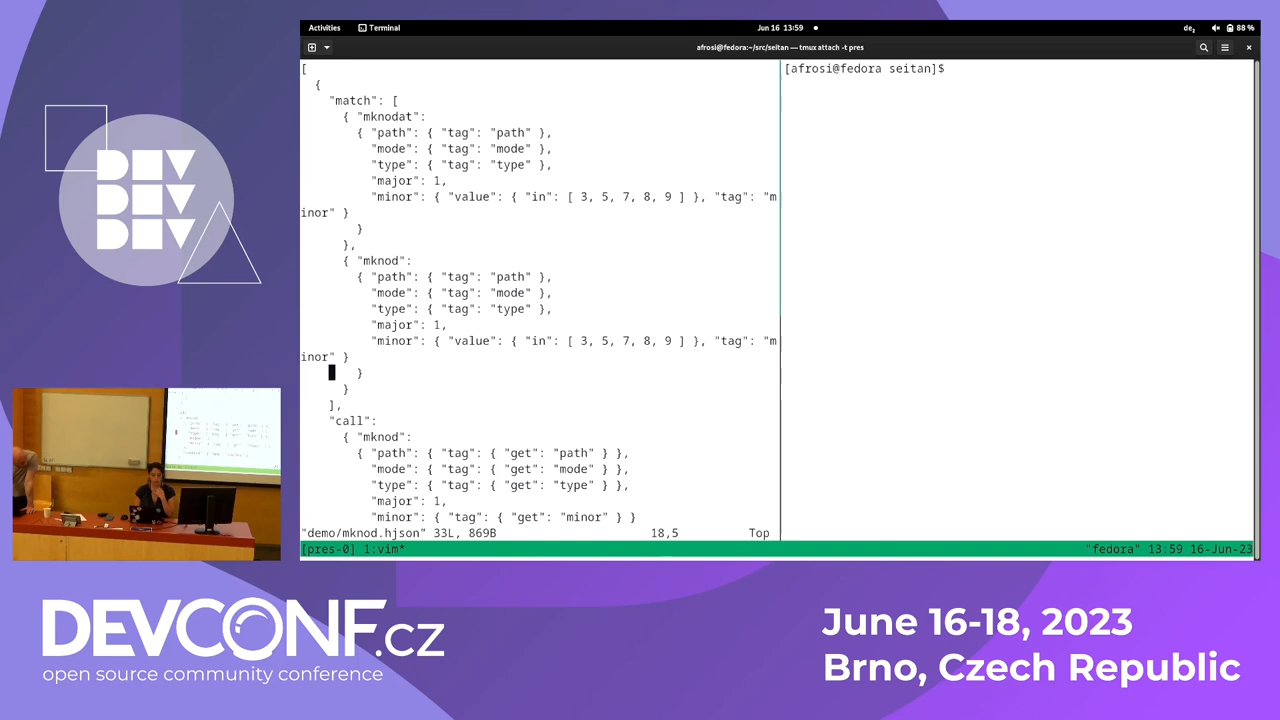 Activities
Terminal
Jun 16 13:59
de₂
88 %
afrosi@fedora:~/src/seitan — tmux attach -t pres
[
  {
    "match": [
      { "mknodat":
        { "path": { "tag": "path" },
          "mode": { "tag": "mode" },
          "type": { "tag": "type" },
          "major": 1,
          "minor": { "value": { "in": [ 3, 5, 7, 8, 9 ] }, "tag": "m
inor" }
        }
      },
      { "mknod":
        { "path": { "tag": "path" },
          "mode": { "tag": "mode" },
          "type": { "tag": "type" },
          "major": 1,
          "minor": { "value": { "in": [ 3, 5, 7, 8, 9 ] }, "tag": "m
inor" }
        }
      }
    ],
    "call":
      { "mknod":
        { "path": { "tag": { "get": "path" } },
          "mode": { "tag": { "get": "mode" } },
          "type": { "tag": { "get": "type" } },
          "major": 1,
          "minor": { "tag": { "get": "minor" } }
"demo/mknod.hjson" 33L, 869B 18,5 Top
[afrosi@fedora seitan]$
[pres-0] 1:vim* "fedora" 13:59 16-Jun-23
DEV
DEV
DEV
DEVCONF.cz
open source community conference
June 16-18, 2023
Brno, Czech Republic